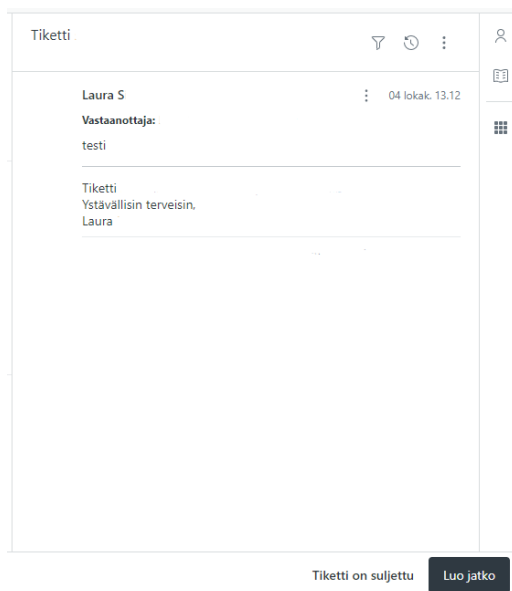 Tiketti
Laura S
04 lokak. 13.12
Vastaanottaja:
testi
Tiketti
Ystävällisin terveisin,
Laura
Tiketti on suljettu
Luo jatko